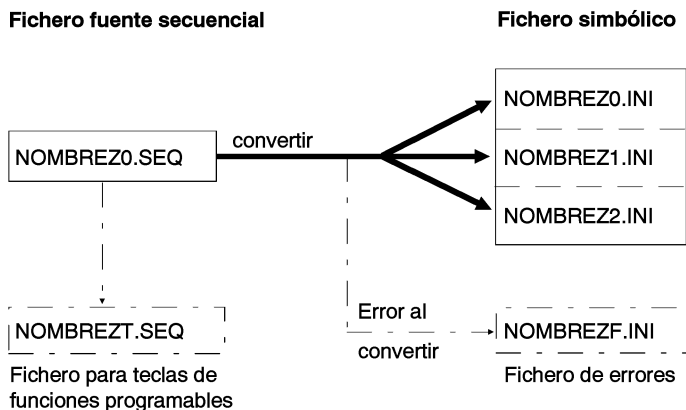 Fichero fuente secuencial
Fichero simbólico
NOMBREZ0.SEQ
convertir
NOMBREZ0.INI
NOMBREZ1.INI
NOMBREZ2.INI
NOMBREZT.SEQ
Fichero para teclas de
funciones programables
Error al
convertir
NOMBREZF.INI
Fichero de errores